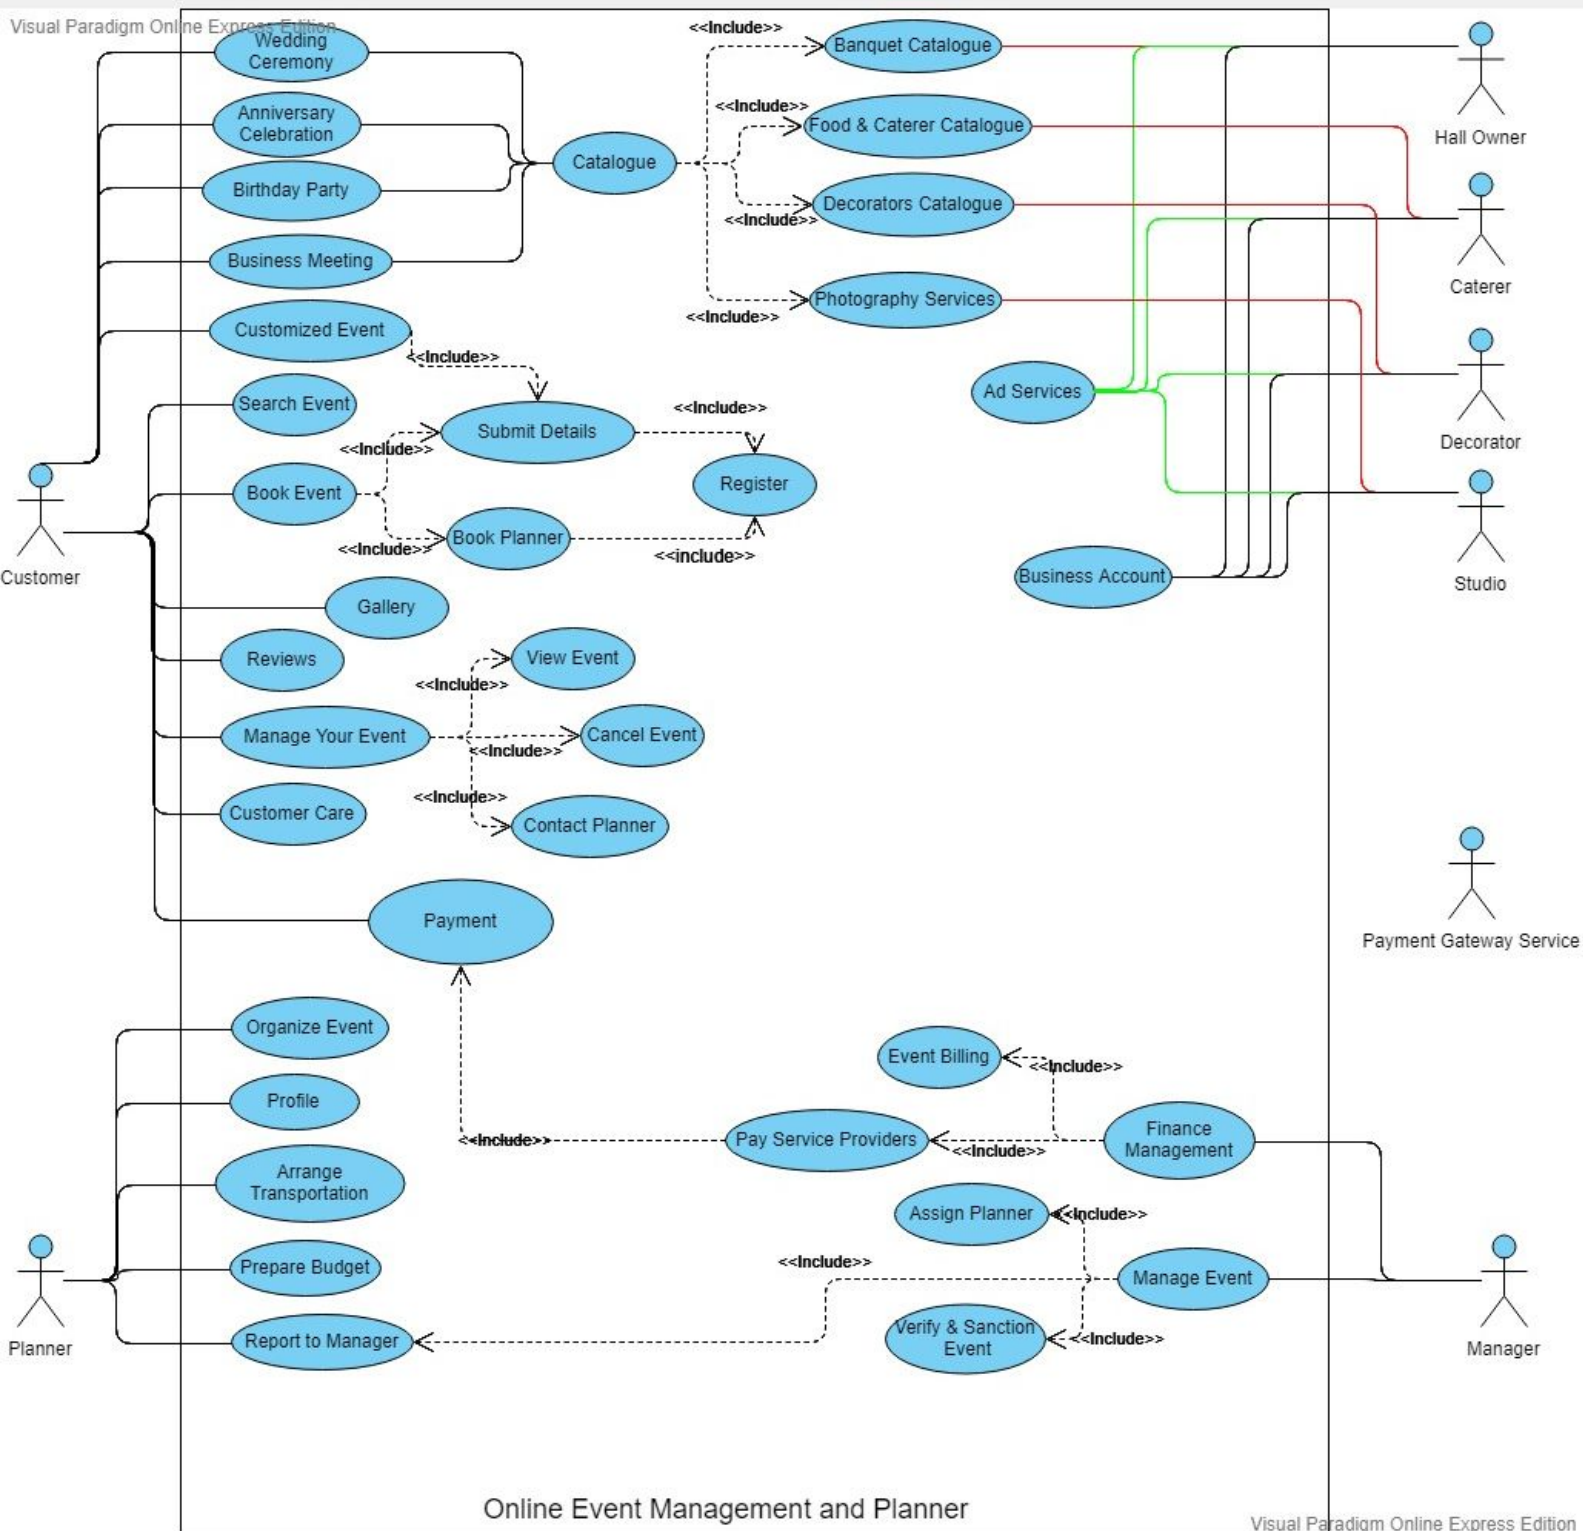 Visual Paradigm Online Express Edition
Wedding
Ceremony
Anniversary
Celebration
Birthday Party
Business Meeting
Customized Event
<<Include>>
Search Event
Book Event
<<Include>>
<<Include>>
Submit Details
Book Planner
<<Include>>
<<include>>
Register
Customer
Gallery
Reviews
Manage Your Event
<<Include>>
<<Include>>
<<Include>>
View Event
Cancel Event
Contact Planner
Customer Care
Payment
Catalogue
<<Include>>
<<Include>>
<<Include>>
<<Include>>
Banquet Catalogue
Food & Caterer Catalogue
Decorators Catalogue
Photography Services
Ad Services
Business Account
Hall Owner
Caterer
Decorator
Studio
Payment Gateway Service
Organize Event
Profile
Arrange
Transportation
Prepare Budget
Report to Manager
Planner
Event Billing
<<Include>>
<<Include>>
Pay Service Providers
<<Include>>
Finance
Management
Assign Planner
<<Include>>
<<Include>>
Manage Event
Verify & Sanction
Event
<<Include>>
Manager
Online Event Management and Planner
Visual Paradigm Online Express Edition